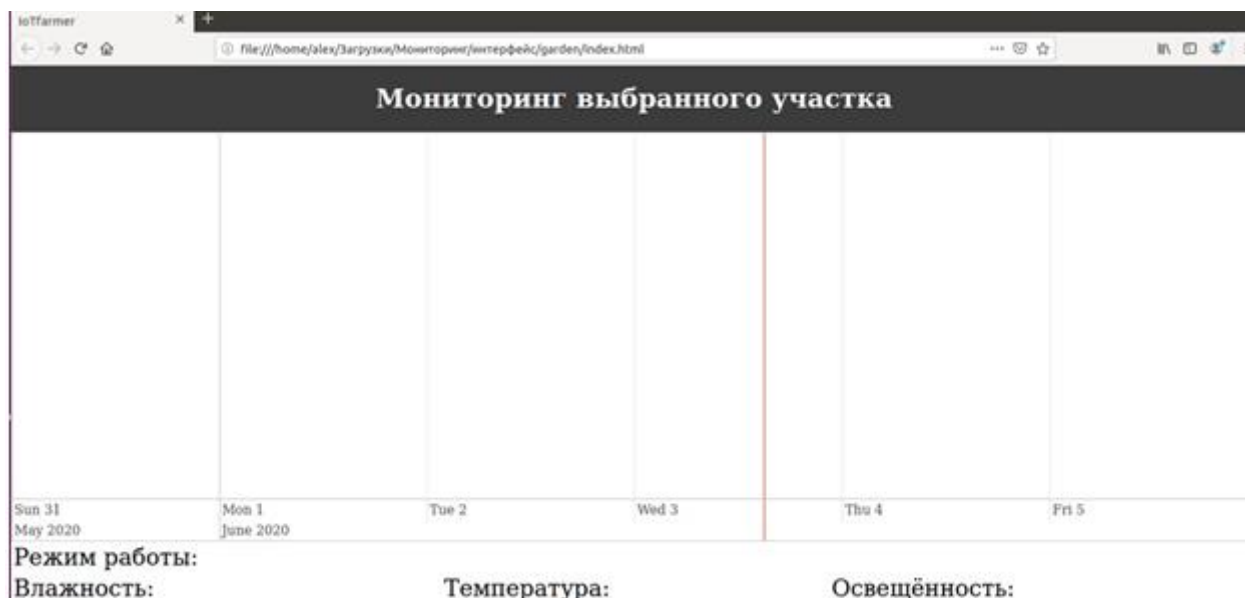 IoTfarmer
file:///home/alex/Загрузки/Мониторинг/интерфейс/garden/index.html
Мониторинг выбранного участка
Sun 31 Mon 1 Tue 2 Wed 3 Thu 4 Fri 5
May 2020 June 2020
Режим работы:
Влажность: Температура: Освещённость: